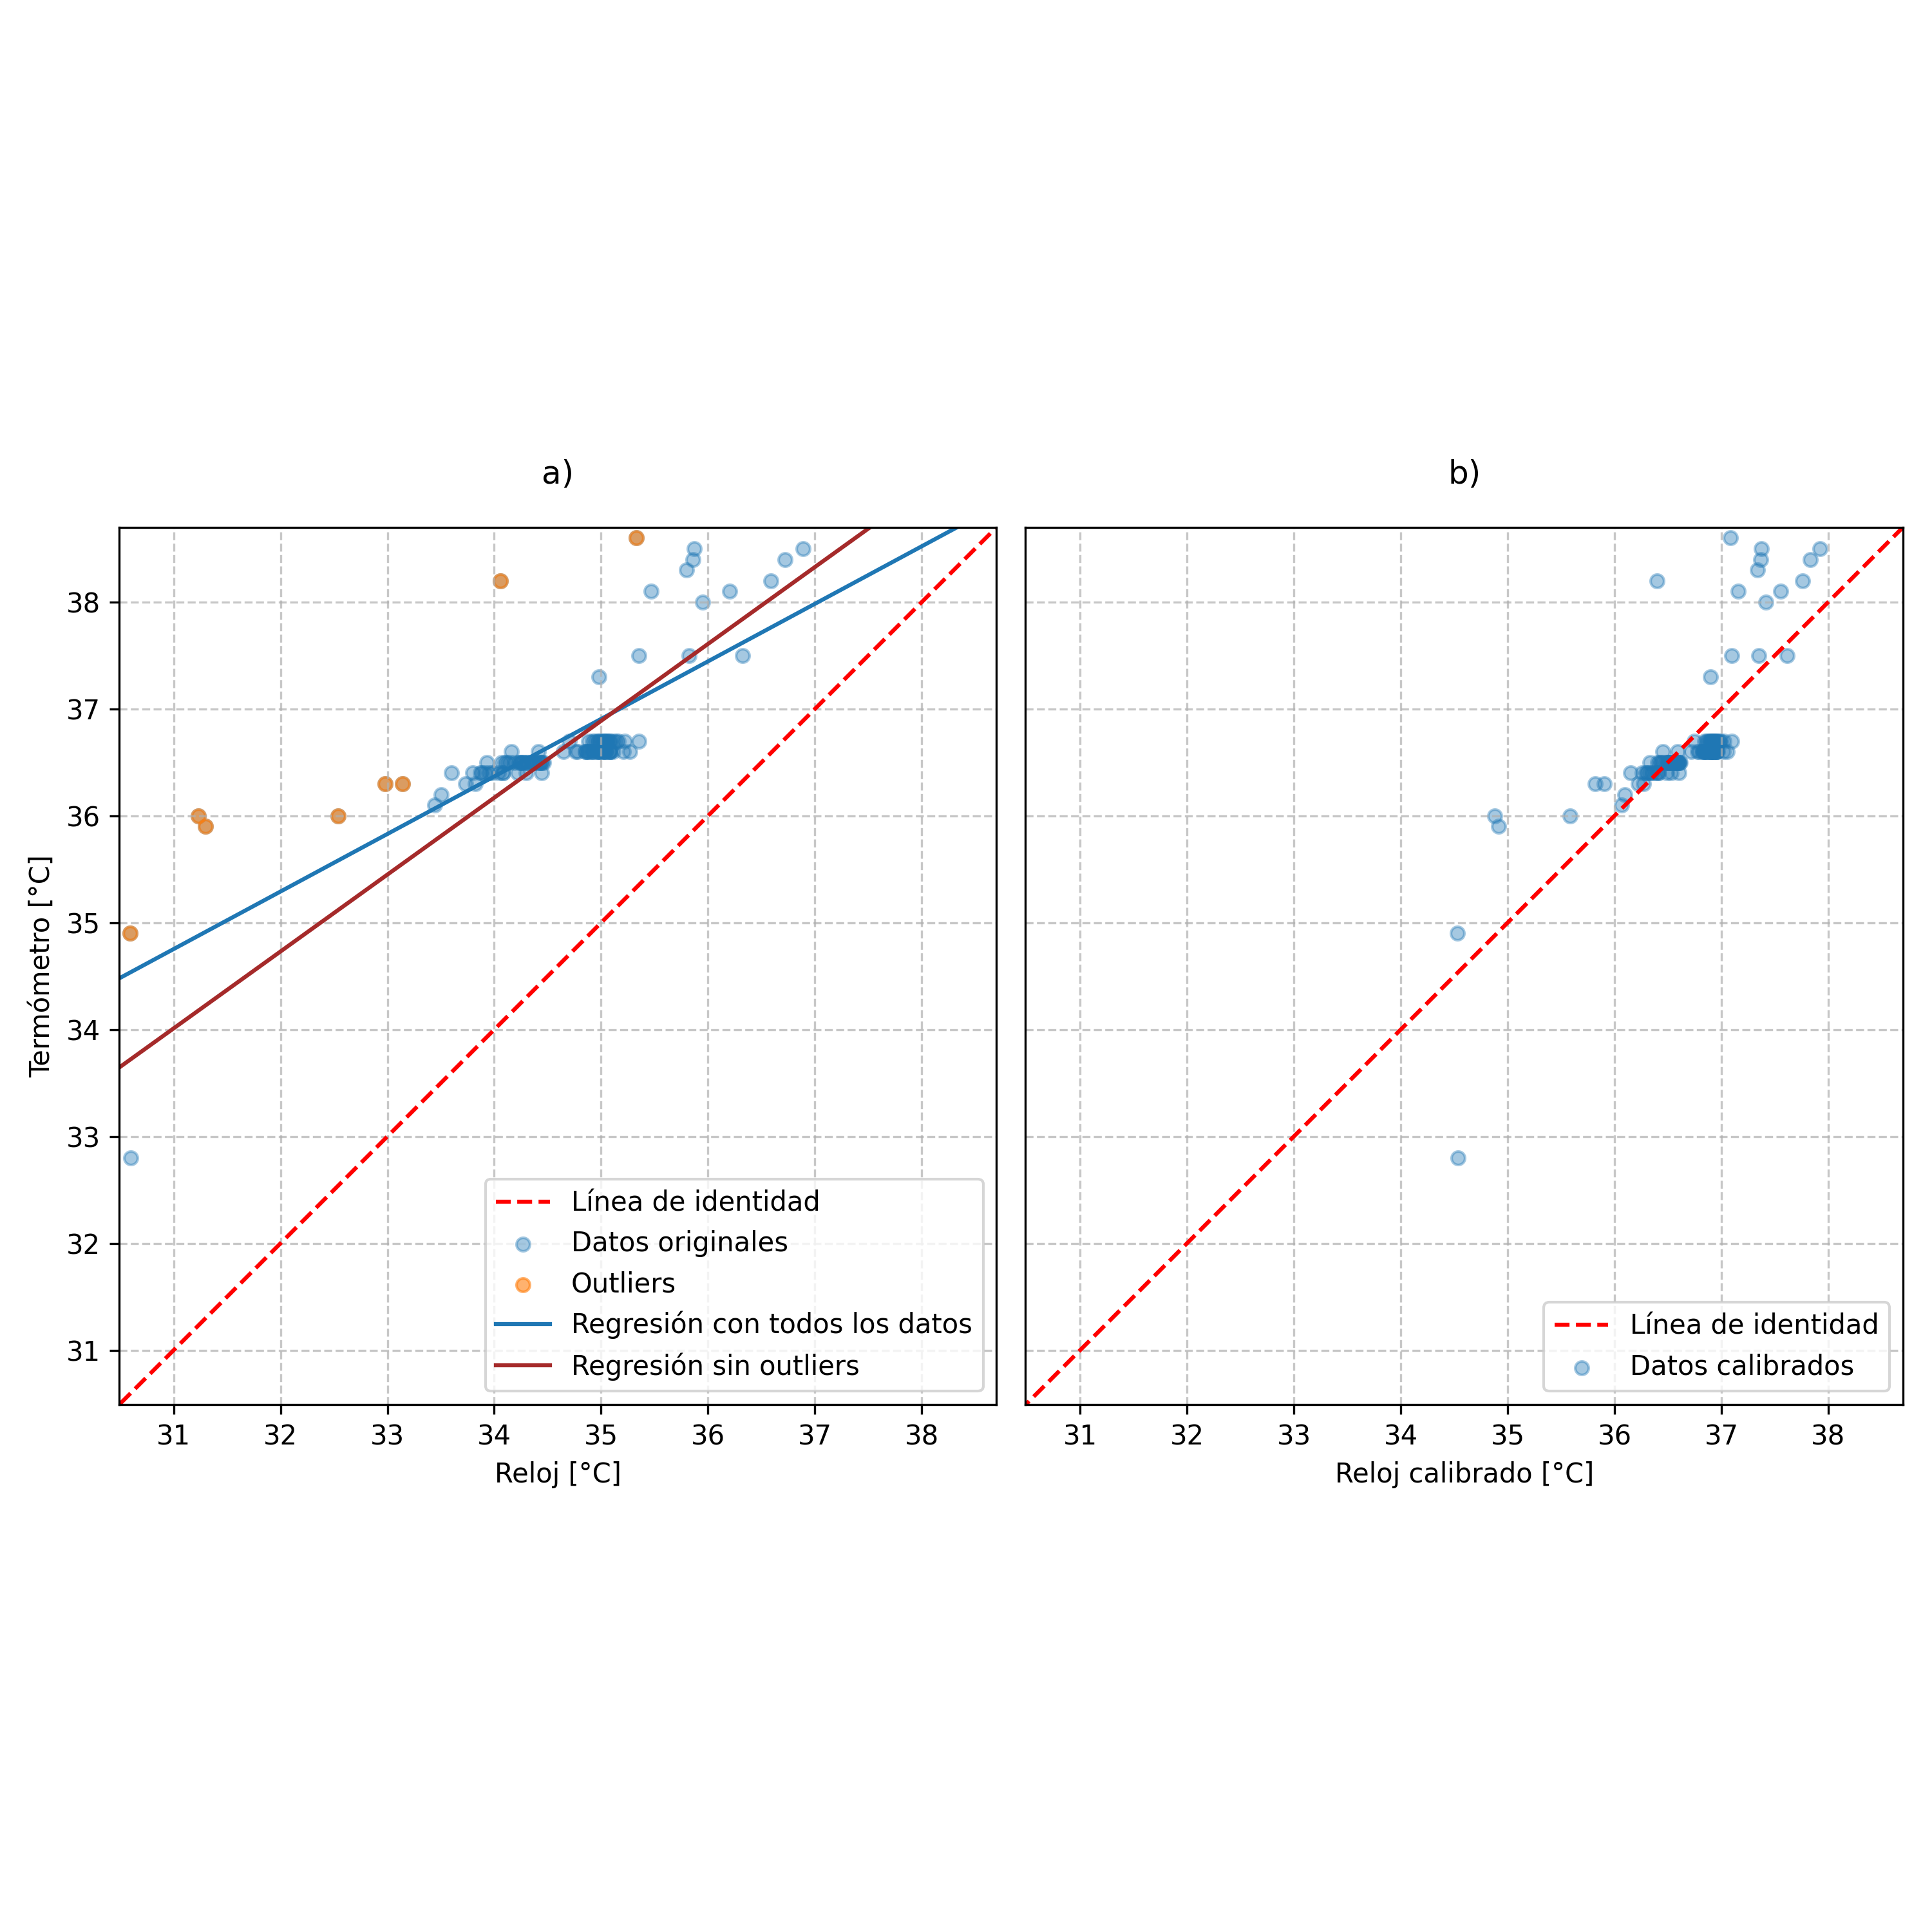 a)
b)
38
37
36
35
34
33
32
31
Termómetro [°C]
Línea de identidad
Datos originales
Outliers
Regresión con todos los datos
Regresión sin outliers
31 32 33 34 35 36 37 38
Reloj [°C]
Línea de identidad
Datos calibrados
31 32 33 34 35 36 37 38
Reloj calibrado [°C]